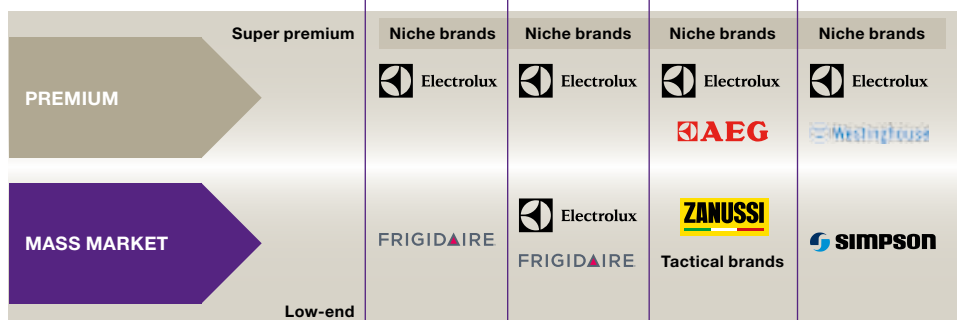 Super premium
Niche brands
Niche brands
Niche brands
Niche brands
PREMIUM
Electrolux
Electrolux
Electrolux
Electrolux
AEG
Westinghouse
MASS MARKET
FRIGIDAIRE
Electrolux
FRIGIDAIRE
ZANUSSI
Tactical brands
SIMPSON
Low-end